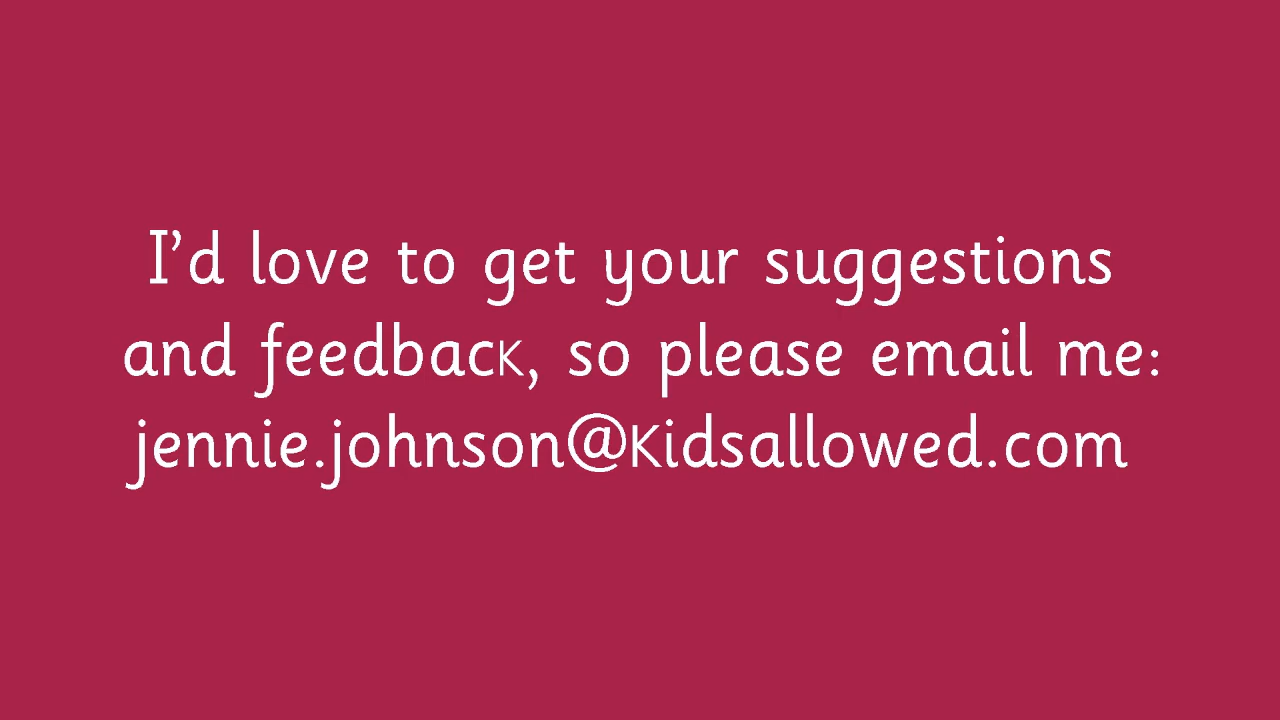 I’d love to get your suggestions
and feedback, so please email me:
jennie.johnson@kidsallowed.com